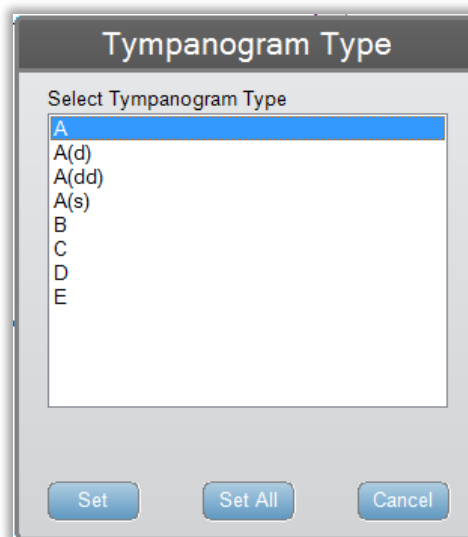 Tympanogram Type
Select Tympanogram Type
A
A(d)
A(dd)
A(s)
B
C
D
E
Set Set All Cancel